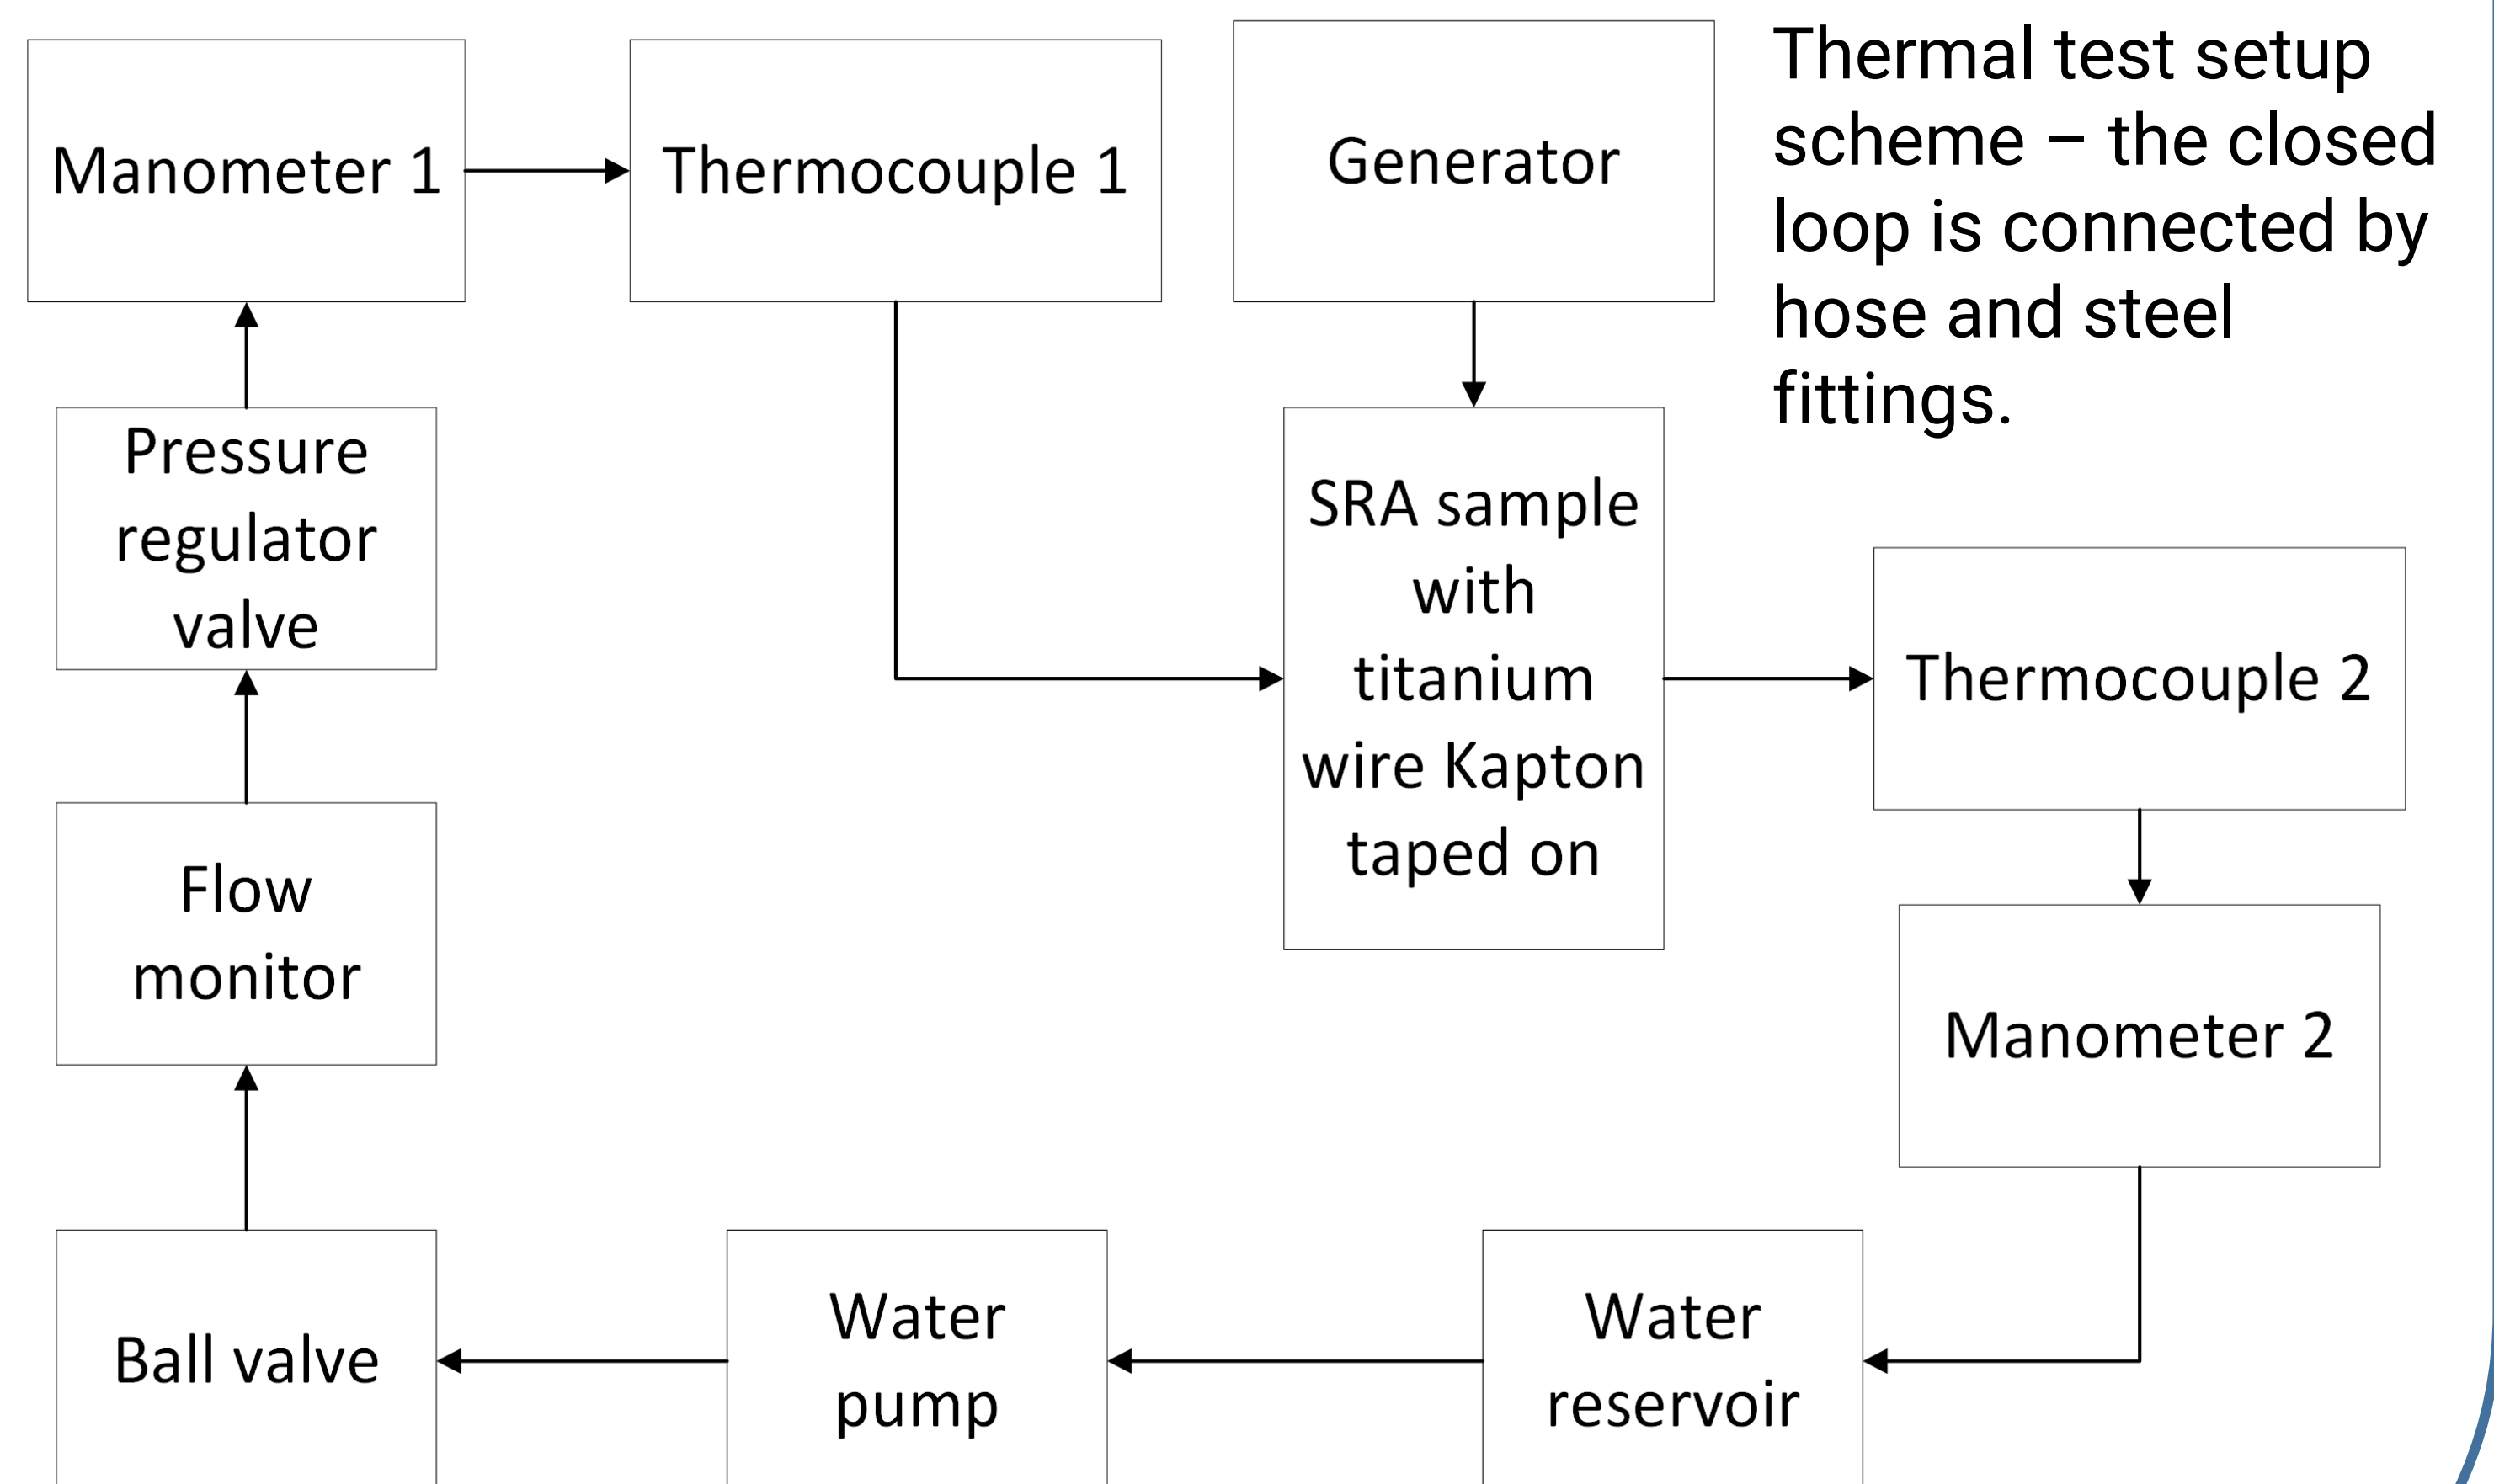 Manometer 1
Thermocouple 1
Generator
Thermal test setup
scheme – the closed
loop is connected by
hose and steel
fittings.
Pressure
regulator
valve
SRA sample
with
titanium
wire Kapton
taped on
Thermocouple 2
Flow
monitor
Manometer 2
Ball valve
Water
pump
Water
reservoir